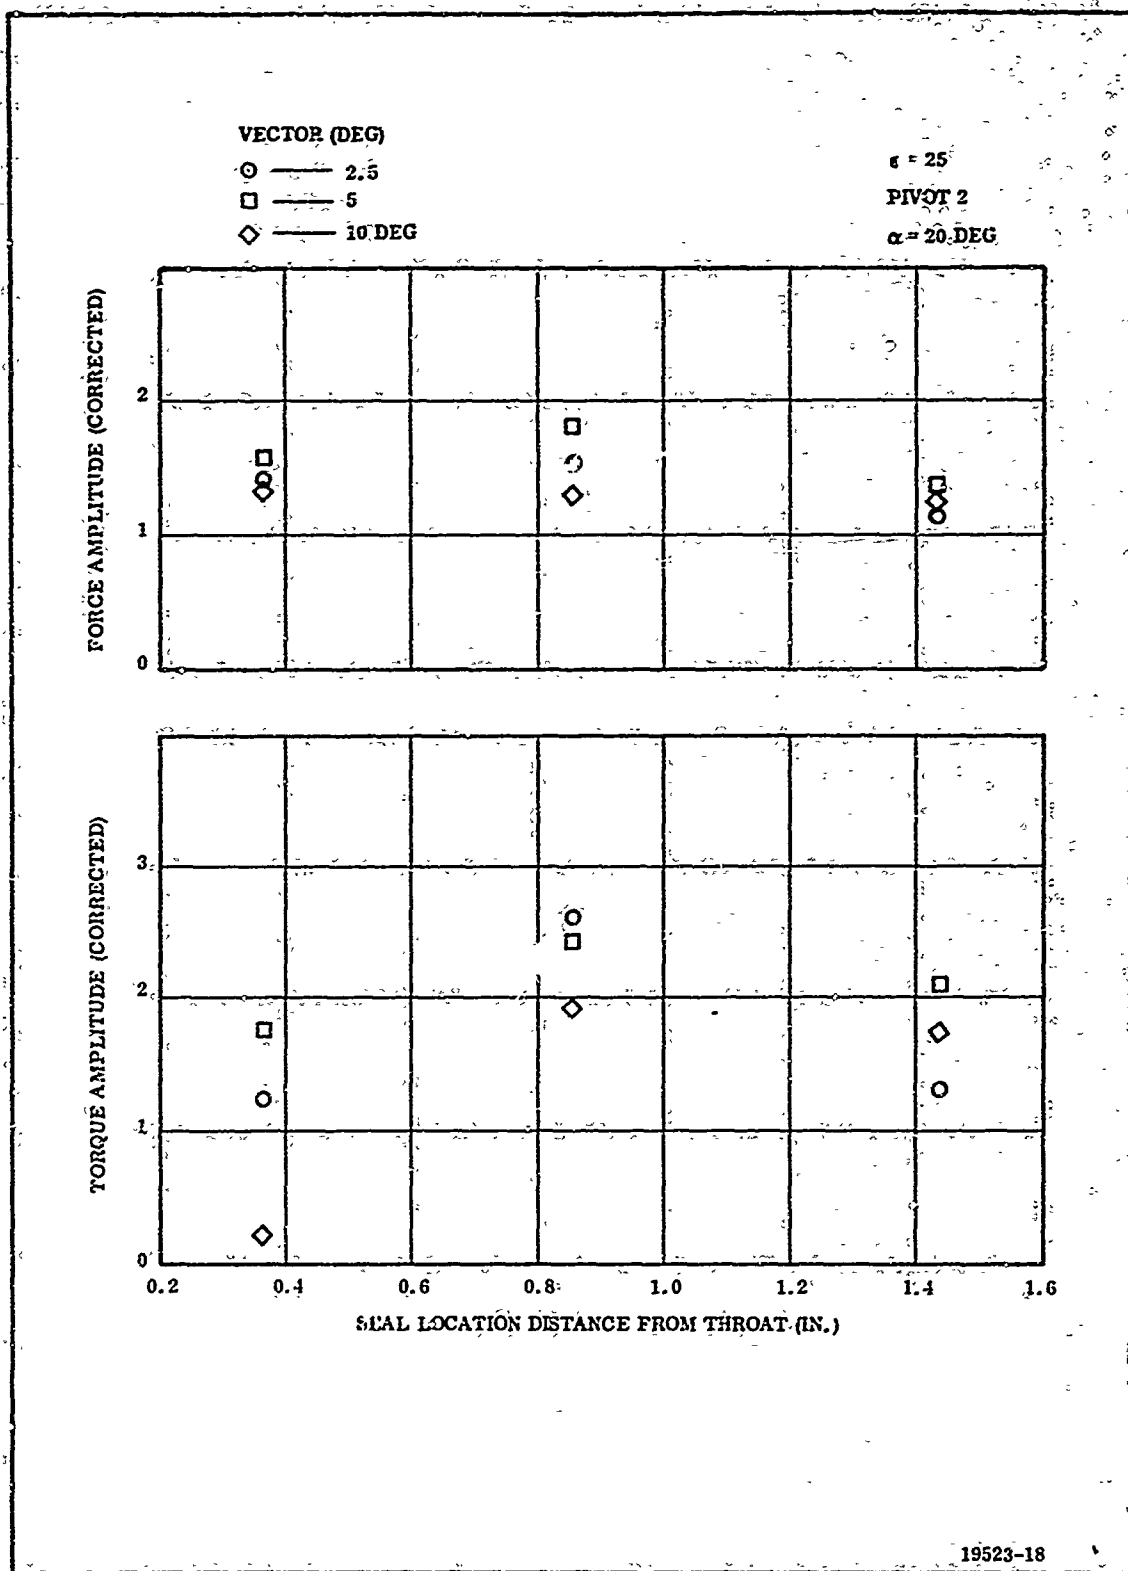 VECTOR (DEG)
2.5
5
10 DEG
ε = 25
PIVOT 2
α = 20 DEG
FORCE AMPLITUDE (CORRECTED)
2
1
0
TORQUE AMPLITUDE (CORRECTED)
3
2
1
0
0.2 0.4 0.6 0.8 1.0 1.2 1.4 1.6
SEAL LOCATION DISTANCE FROM THROAT (IN.)
19523-18